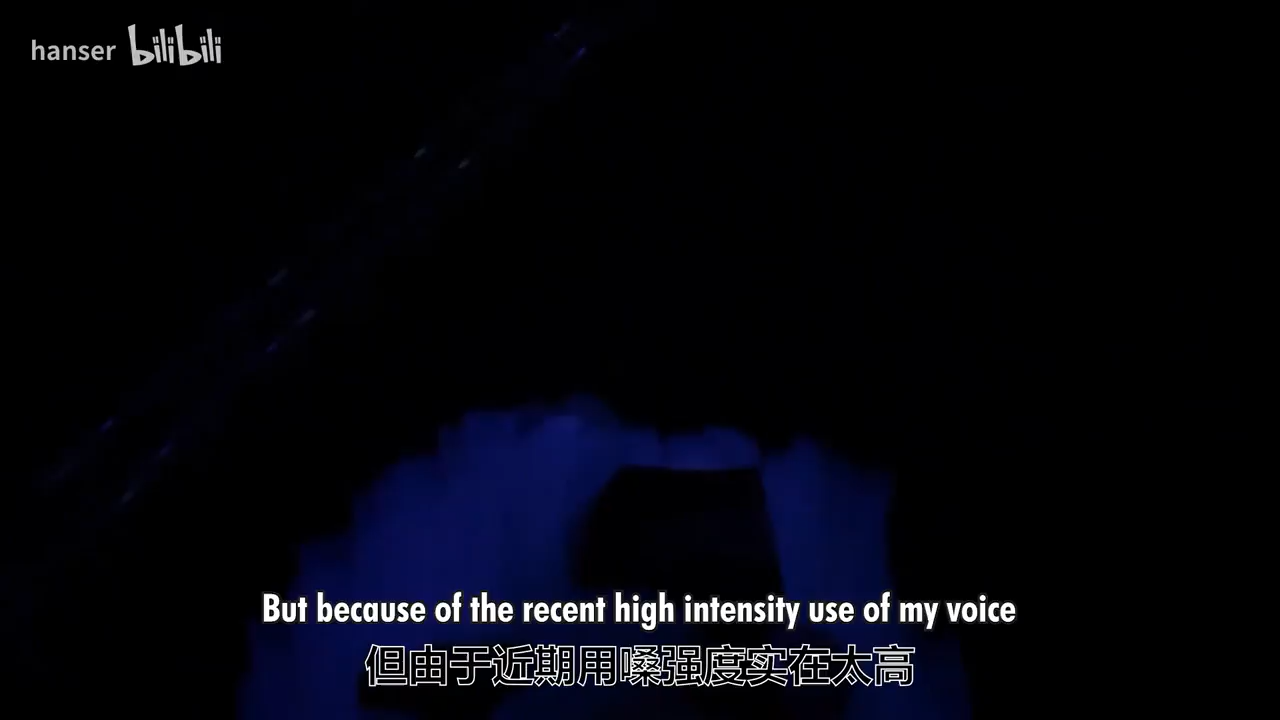 hanser bilibili
But because of the recent high intensity use of my voice
但由于近期用嗓强度实在太高